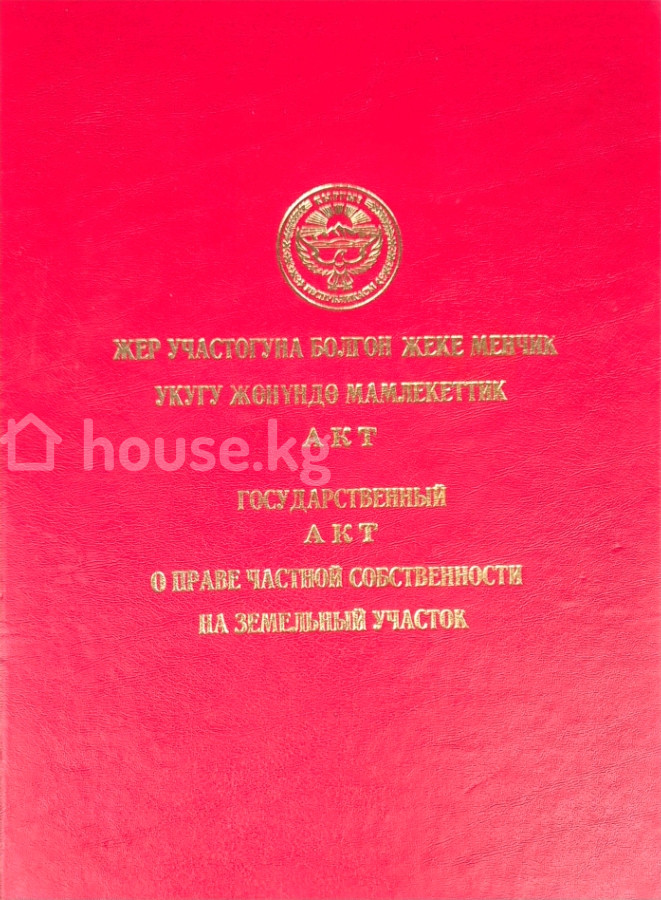 ЖЕР УЧАСТОГУНА БОЛГОН ЖЕКЕ МЕНЧИК
УКУГУ ЖӨНҮНДӨ МАМЛЕКЕТТИК
АКТ
house.kg
ГОСУДАРСТВЕННЫЙ
АКТ
О ПРАВЕ ЧАСТНОЙ СОБСТВЕННОСТИ
НА ЗЕМЕЛЬНЫЙ УЧАСТОК